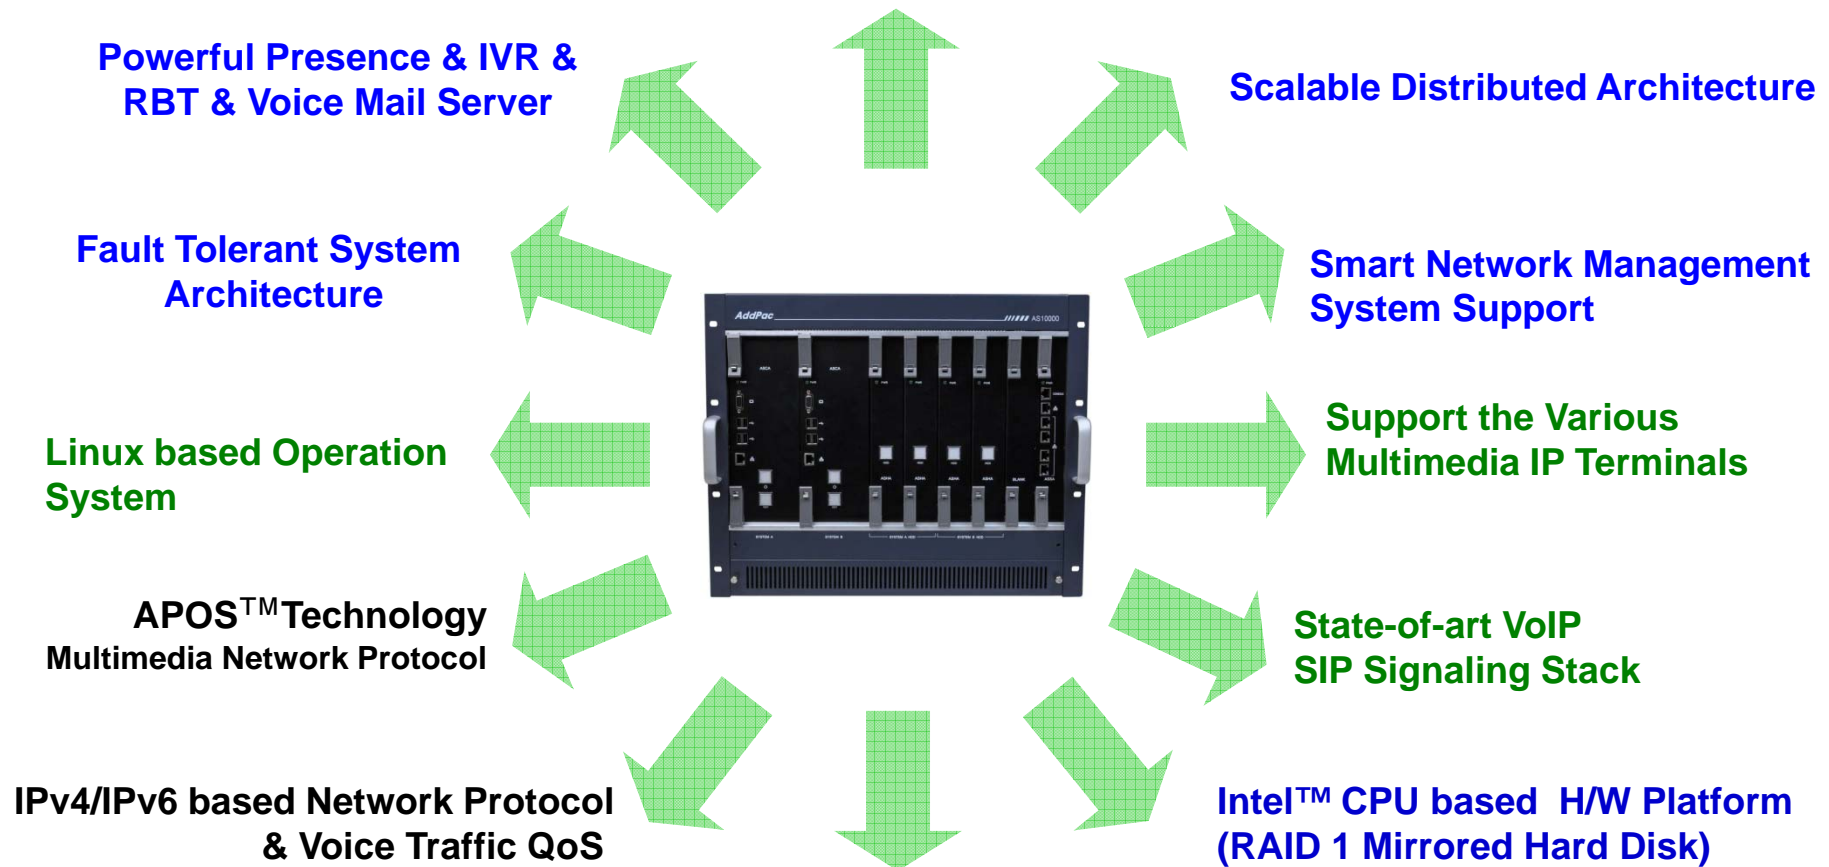 Powerful Presence & IVR &
RBT & Voice Mail Server
Scalable Distributed Architecture
Fault Tolerant System
Architecture
Smart Network Management
System Support
AddPac
AS10000
Linux based Operation
System
Support the Various
Multimedia IP Terminals
APOS™Technology
Multimedia Network Protocol
State-of-art VoIP
SIP Signaling Stack
IPv4/IPv6 based Network Protocol
& Voice Traffic QoS
Intel™ CPU based H/W Platform
(RAID 1 Mirrored Hard Disk)